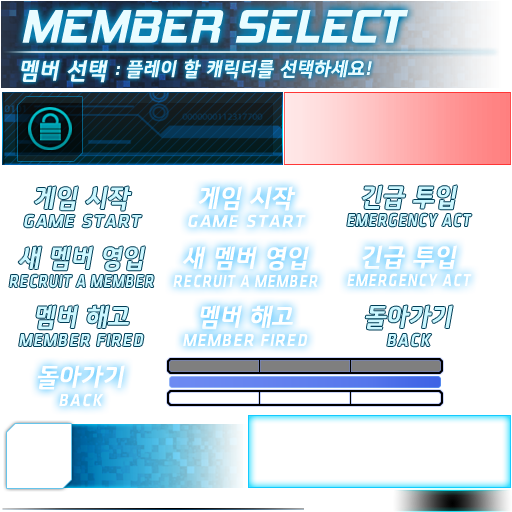 MEMBER SELECT
멤버 선택 : 플레이 할 캐릭터를 선택하세요!
게임 시작
GAME START
게임 시작
GAME START
긴급 투입
EMERGENCY ACT
새 멤버 영입
RECRUIT A MEMBER
새 멤버 영입
RECRUIT A MEMBER
긴급 투입
EMERGENCY ACT
멤버 해고
MEMBER FIRED
멤버 해고
MEMBER FIRED
돌아가기
BACK
돌아가기
BACK